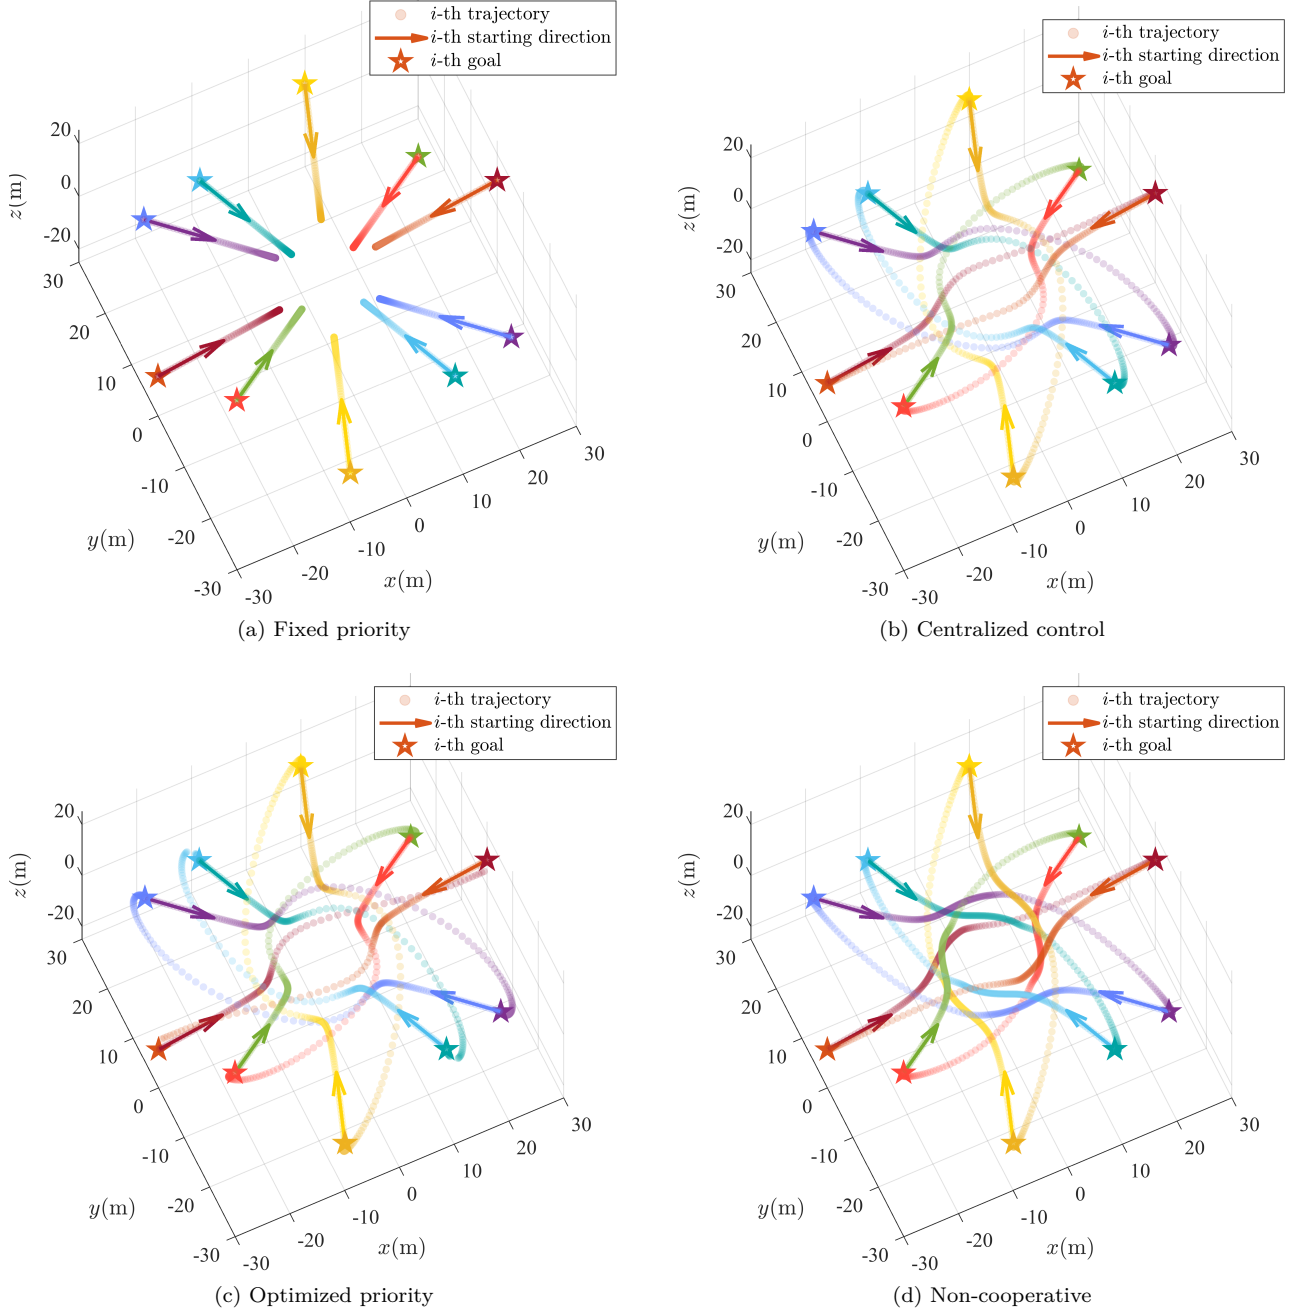 i-th trajectory
i-th starting direction
i-th goal
20
0
-20
z(m)
30
20
10
0
-10
-20
-30
y(m)
-30
-20
-10
0
10
20
30
x(m)
(a) Fixed priority
i-th trajectory
i-th starting direction
i-th goal
20
0
-20
z(m)
30
20
10
0
-10
-20
-30
y(m)
-30
-20
-10
0
10
20
30
x(m)
(b) Centralized control
i-th trajectory
i-th starting direction
i-th goal
20
0
-20
z(m)
30
20
10
0
-10
-20
-30
y(m)
-30
-20
-10
0
10
20
30
x(m)
(c) Optimized priority
i-th trajectory
i-th starting direction
i-th goal
20
0
-20
z(m)
30
20
10
0
-10
-20
-30
y(m)
-30
-20
-10
0
10
20
30
x(m)
(d) Non-cooperative